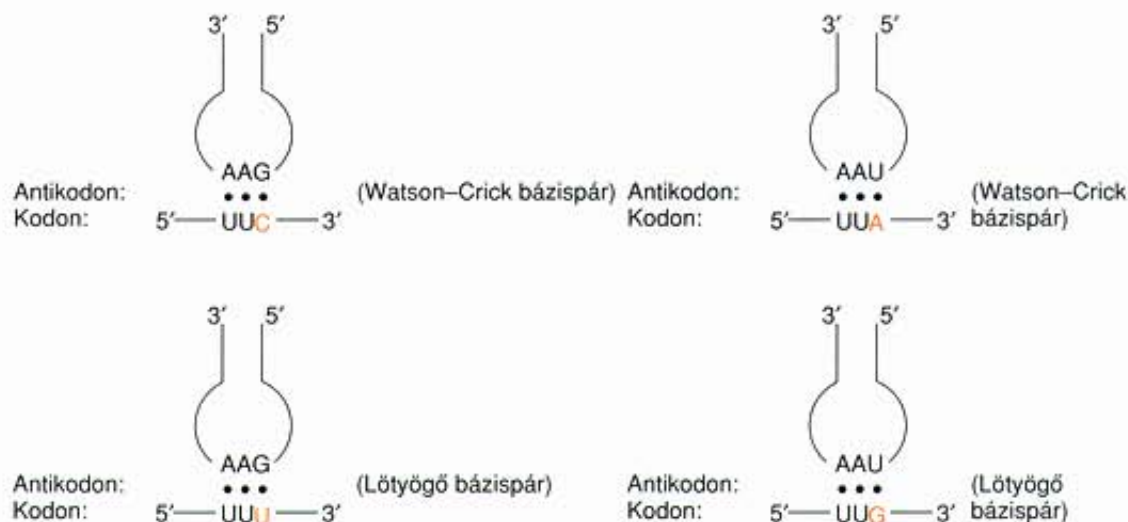 3′ 5′
AAG
Antikodon: (Watson–Crick bázispár)
Kodon: 5′ UUC 3′
3′ 5′
AAU
Antikodon: (Watson–Crick
Kodon: 5′ UUA 3′ bázispár)
3′ 5′
AAG
Antikodon: (Lötyögő bázispár)
Kodon: 5′ UUU 3′
3′ 5′
AAU
Antikodon: (Lötyögő
Kodon: 5′ UUG 3′ bázispár)